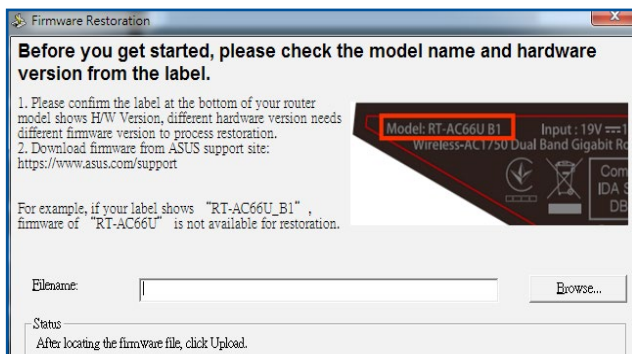 Firmware Restoration
Before you get started, please check the model name and hardware
version from the label.
1. Please confirm the label at the bottom of your router
model shows H/W Version, different hardware version needs
different firmware version to process restoration.
2. Download firmware from ASUS support site:
https://www.asus.com/support
For example, if your label shows “RT-AC66U_B1”,
firmware of “RT-AC66U” is not available for restoration.
Model: RT-AC66U B1 Input : 19V
Wireless-AC1750 Dual Band Gigabit
IDA
DB
Filename:
Browse...
Status
After locating the firmware file, click Upload.